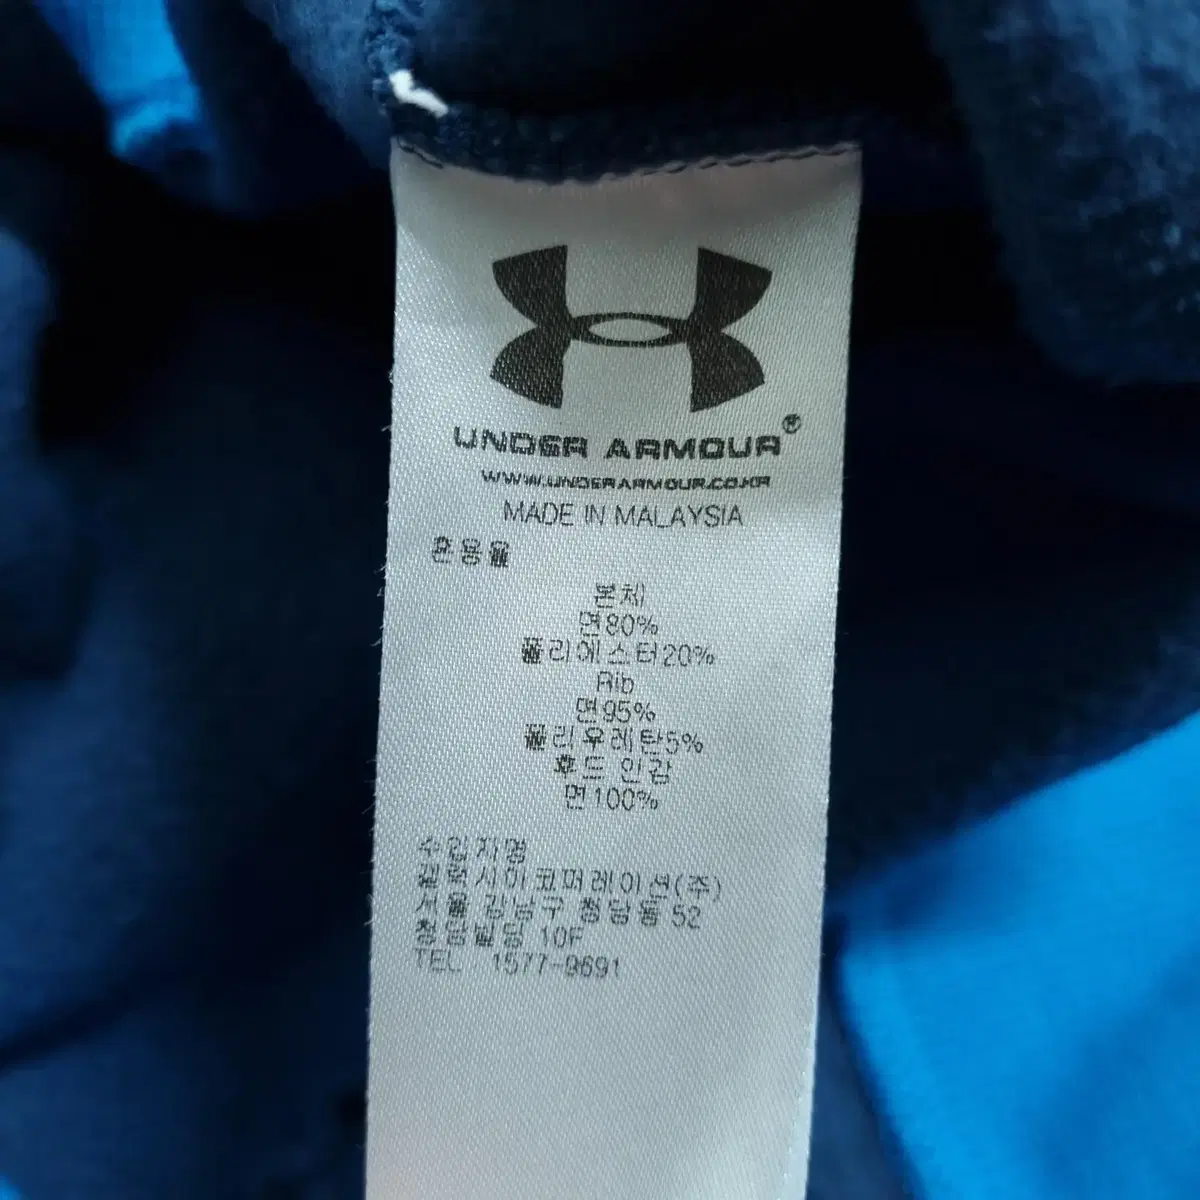 UNDER ARMOUR®
WWW.UNDERARMOUR.CO.KR
MADE IN MALAYSIA
혼용율
본체
면80%
폴리에스터20%
Rib
면95%
폴리우레탄5%
후드 안감
면100%
수입자명
갤럭시아코퍼레이션(주)
서울 강남구 청담동 52
청담빌딩 10F
TEL 1577-9691